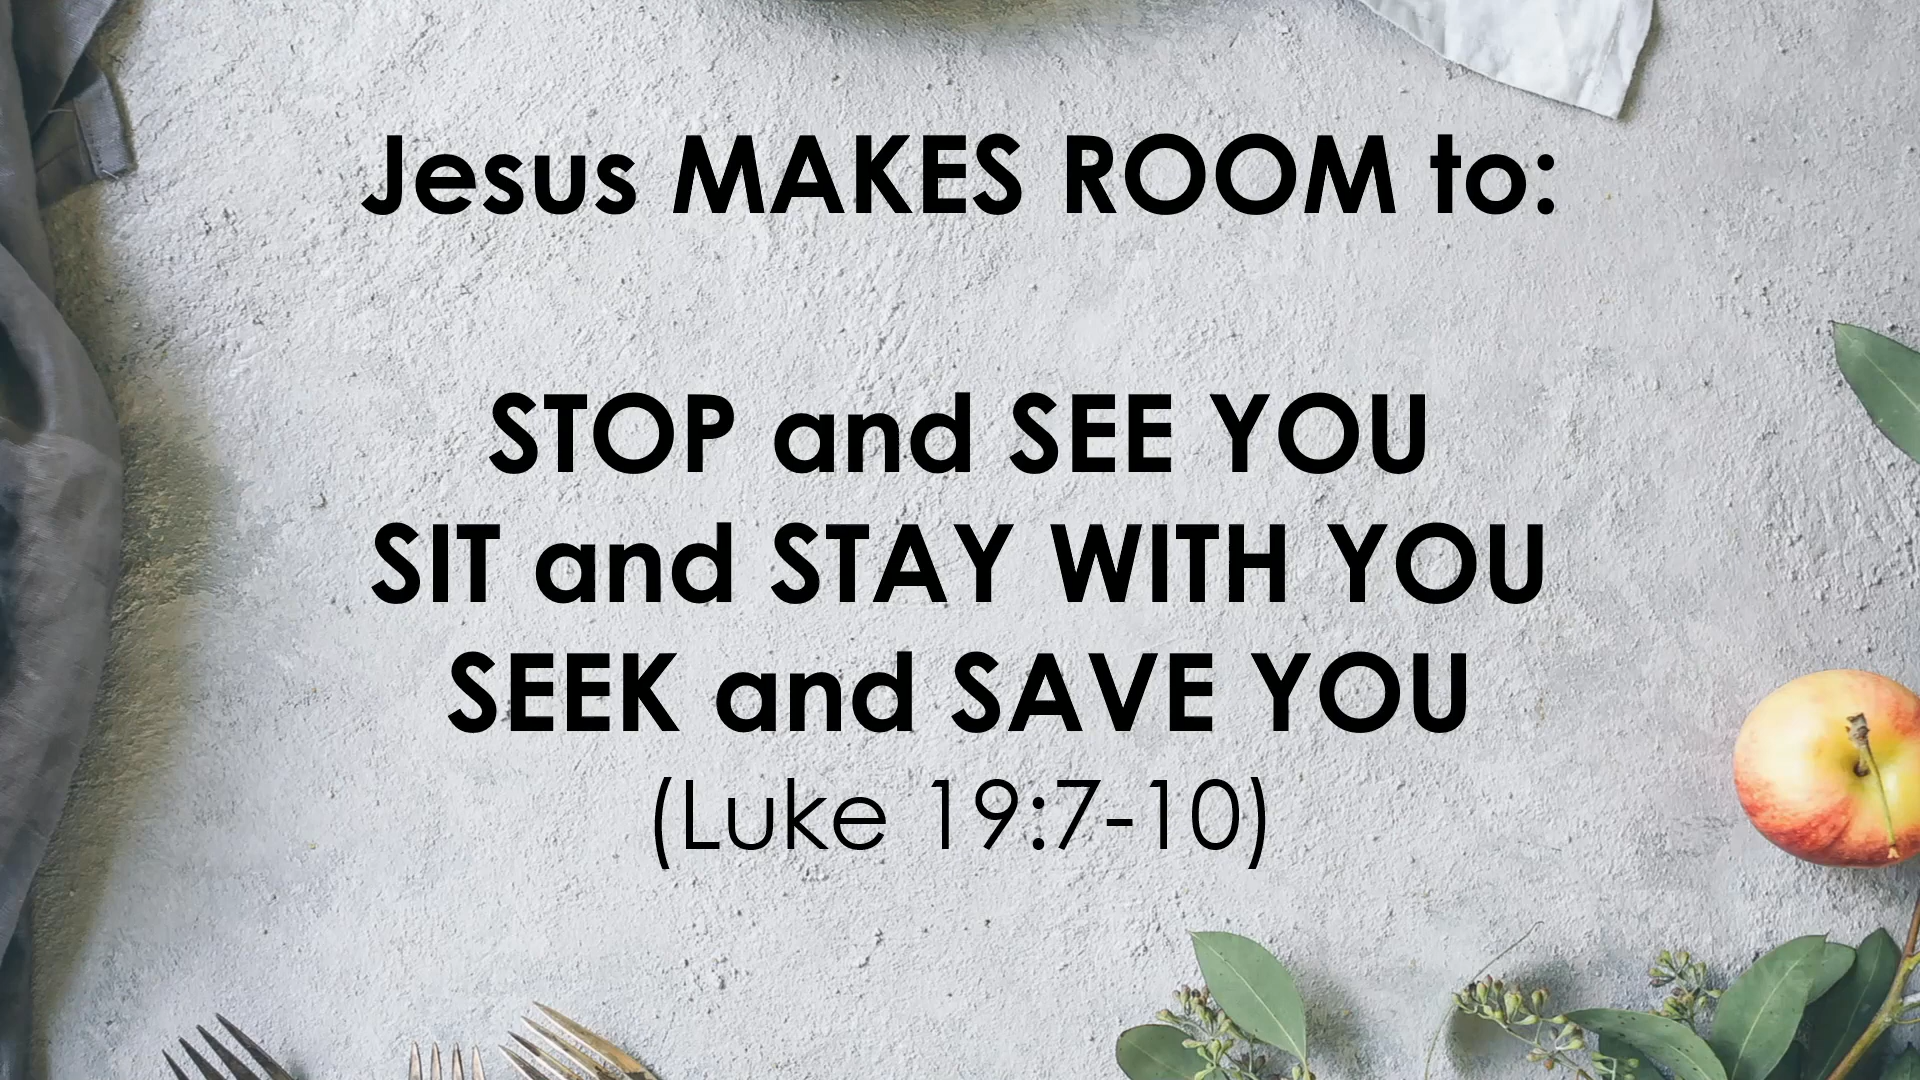 Jesus MAKES ROOM to:
STOP and SEE YOU
SIT and STAY WITH YOU
SEEK and SAVE YOU
(Luke 19:7-10)